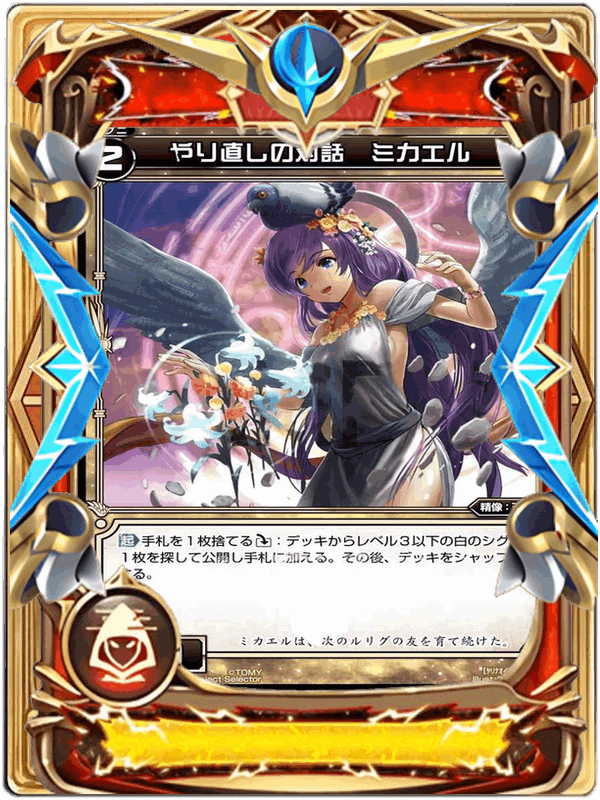 2
やり直しの対話 ミカエル
精像:
起 手札を1枚捨てる:デッキからレベル3以下の白のシグ
1枚を探して公開し手札に加える。その後、デッキをシャッフ
る。
ミカエルは、次のルリグの友を育て続けた。
©TOMY
ject Selector